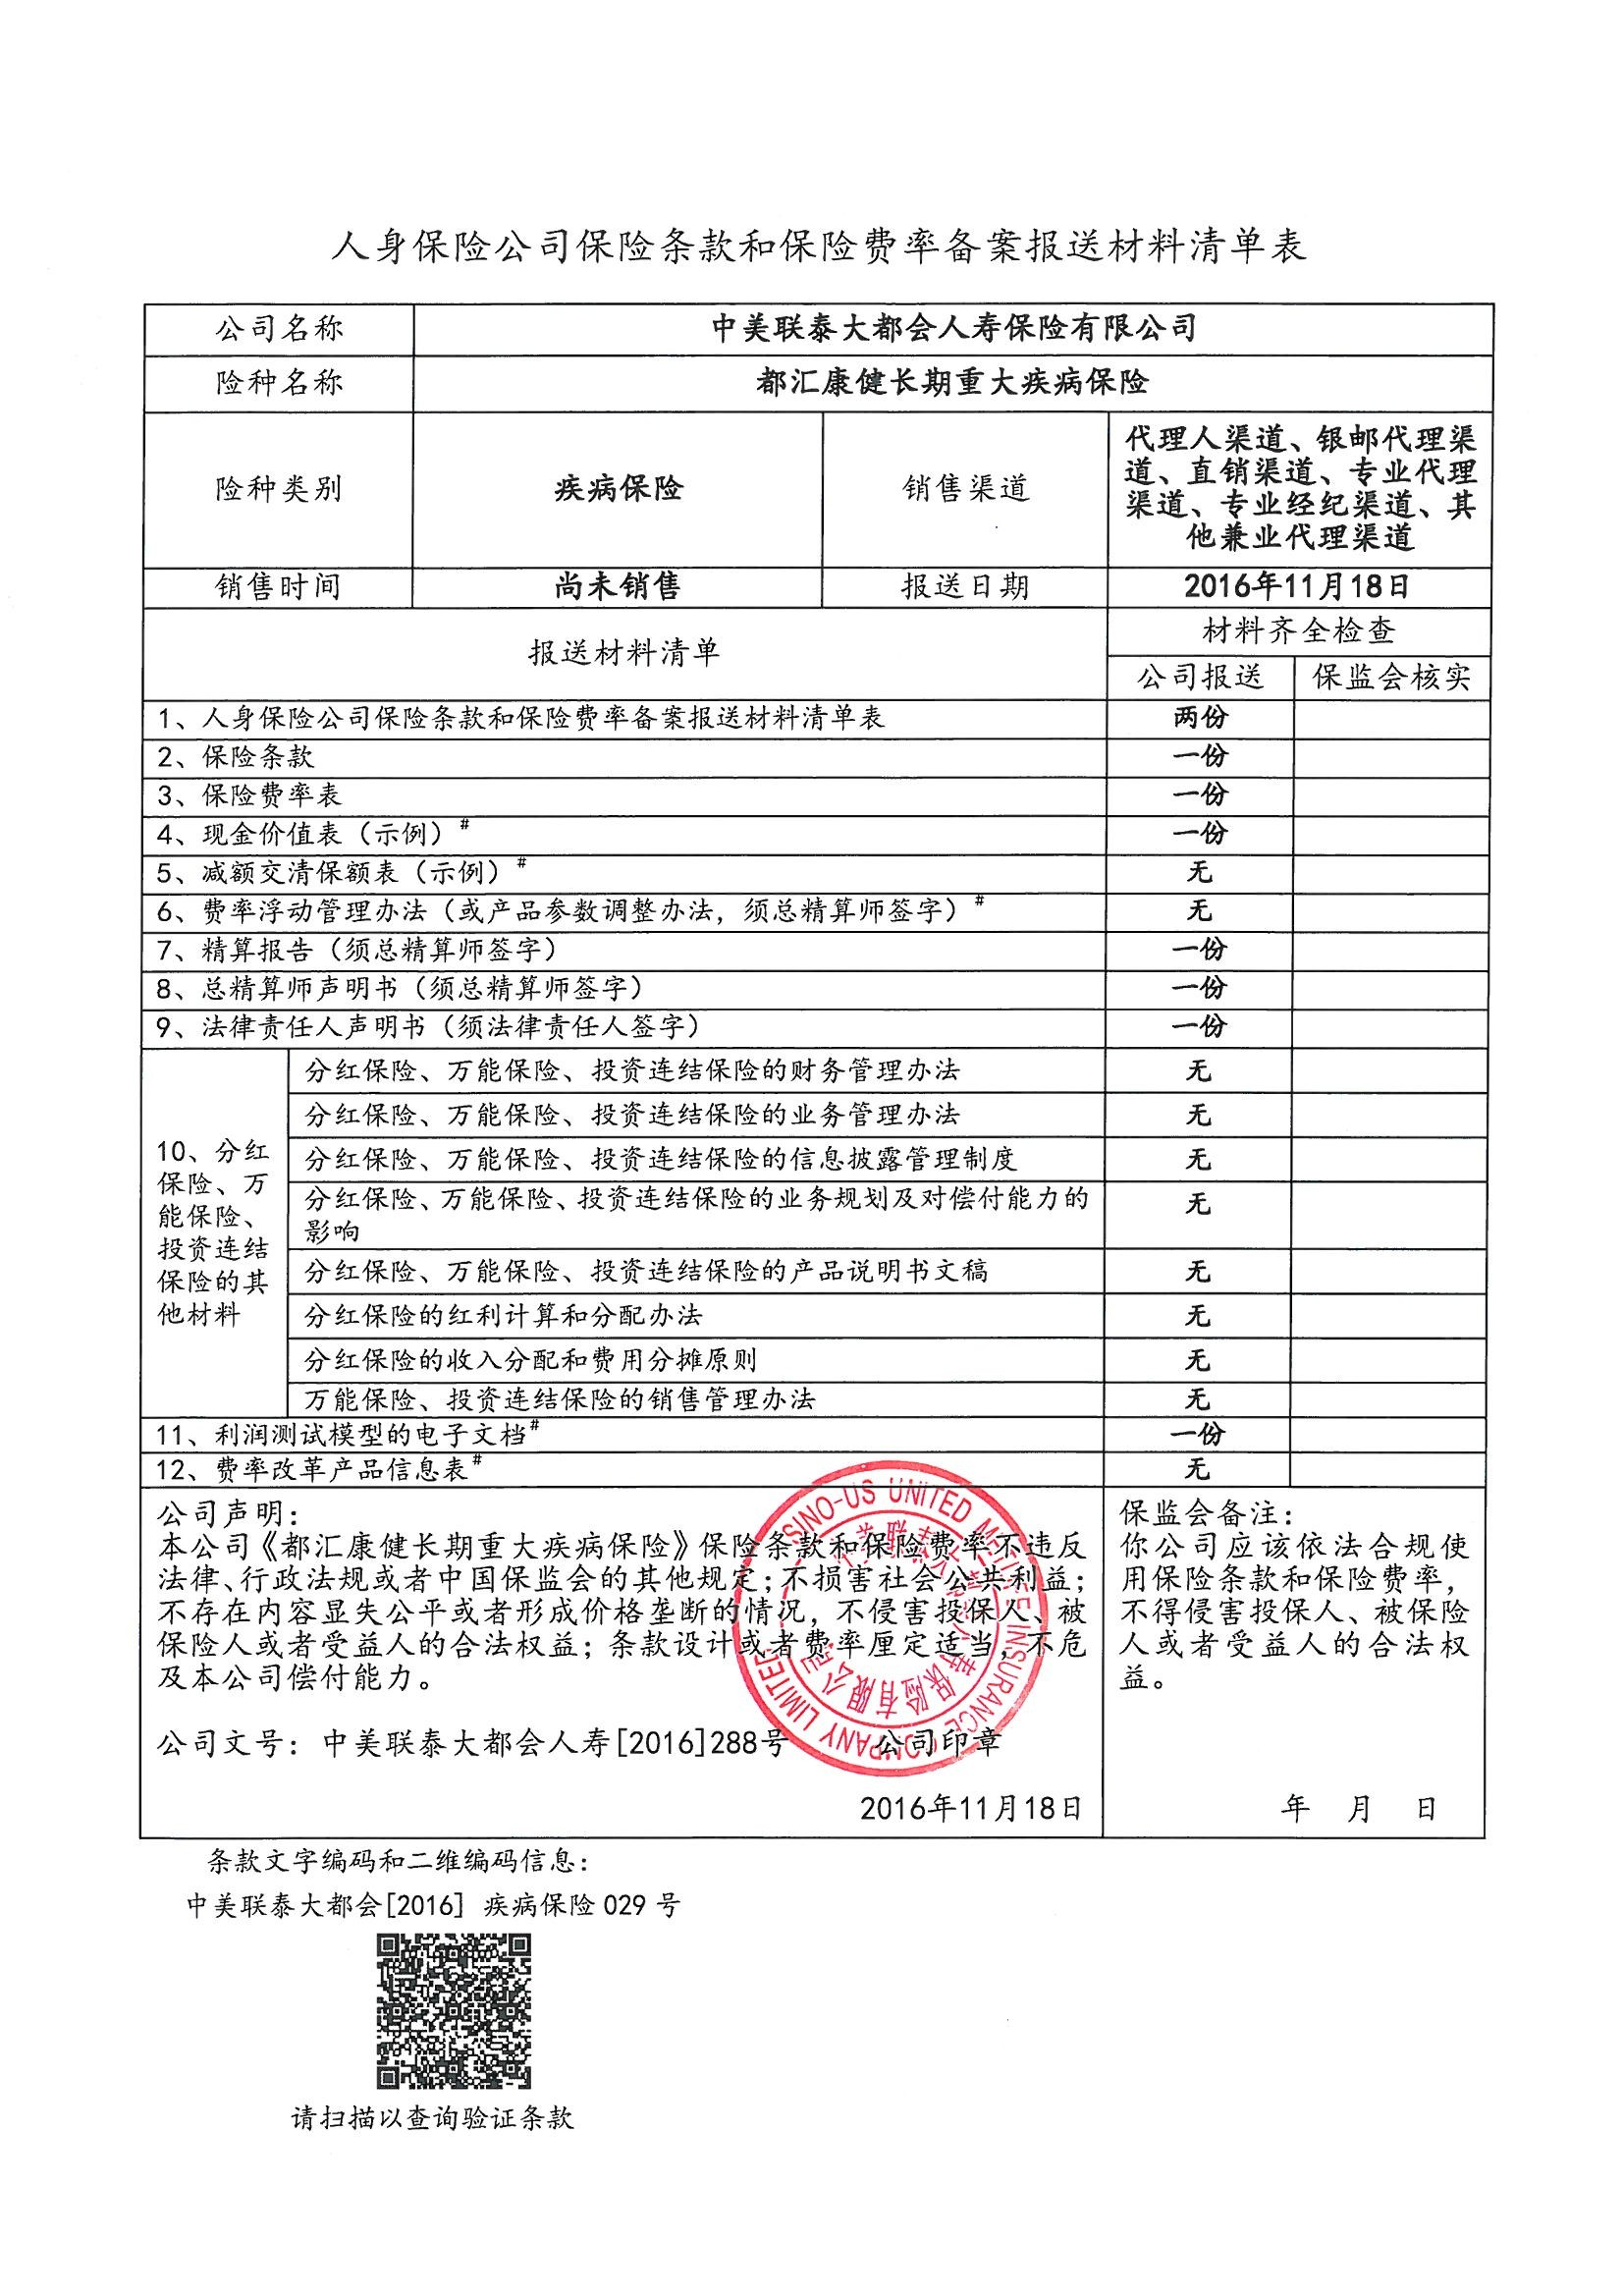 人身保险公司保险条款和保险费率备案报送材料清单表
公司名称 中美联泰大都会人寿保险有限公司
险种名称 都汇康健长期重大疾病保险
险种类别 疾病保险 销售渠道 代理人渠道、银邮代理渠
道、直销渠道、专业代理
渠道、专业经纪渠道、其
他兼业代理渠道
销售时间 尚未销售 报送日期 2016年11月18日
报送材料清单 材料齐全检查
公司报送 保监会核实
1、人身保险公司保险条款和保险费率备案报送材料清单表 两份
2、保险条款 一份
3、保险费率表 一份
4、现金价值表（示例）# 一份
5、减额交清保额表（示例）# 无
6、费率浮动管理办法（或产品参数调整办法，须总精算师签字）# 无
7、精算报告（须总精算师签字） 一份
8、总精算师声明书（须总精算师签字） 一份
9、法律责任人声明书（须法律责任人签字） 一份
10、分红
保险、万
能保险、
投资连结
保险的其
他材料
分红保险、万能保险、投资连结保险的财务管理办法 无
分红保险、万能保险、投资连结保险的业务管理办法 无
分红保险、万能保险、投资连结保险的信息披露管理制度 无
分红保险、万能保险、投资连结保险的业务规划及对偿付能力的 无
影响
分红保险、万能保险、投资连结保险的产品说明书文稿 无
分红保险的红利计算和分配办法 无
分红保险的收入分配和费用分摊原则 无
万能保险、投资连结保险的销售管理办法 无
11、利润测试模型的电子文档# 一份
12、费率改革产品信息表# 无
公司声明：
本公司《都汇康健长期重大疾病保险》保险条款和保险费率不违反
法律、行政法规或者中国保监会的其他规定；不损害社会公共利益；
不存在内容显失公平或者形成价格垄断的情况，不侵害投保人、被
保险人或者受益人的合法权益；条款设计或者费率厘定适当，不危
及本公司偿付能力。
公司文号：中美联泰大都会人寿[2016]288号 公司印章
2016年11月18日
SINO-US UNITED METLIFE INSURANCE COMPANY LIMITED
中美联泰大都会人寿保险有限公司
保监会备注：
你公司应该依法合规使
用保险条款和保险费率，
不得侵害投保人、被保险
人或者受益人的合法权
益。
年 月 日
条款文字编码和二维编码信息：
中美联泰大都会[2016] 疾病保险 029 号
请扫描以查询验证条款